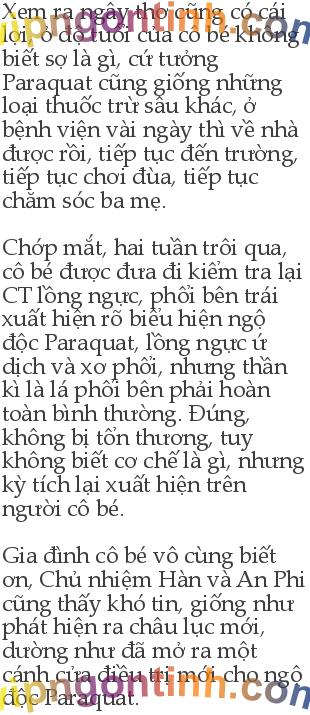 Xem ra ngây thơ cũng có cái
lợi, ở độ tuổi của cô bé không
biết sợ là gì, cứ tưởng
Paraquat cũng giống những
loại thuốc trừ sâu khác, ở
bệnh viện vài ngày thì về nhà
được rồi, tiếp tục đến trường,
tiếp tục chơi đùa, tiếp tục
chăm sóc ba mẹ.
Chớp mắt, hai tuần trôi qua,
cô bé được đưa đi kiểm tra lại
CT lồng ngực, phổi bên trái
xuất hiện rõ biểu hiện ngộ
độc Paraquat, lồng ngực ứ
dịch và xơ phổi, nhưng thần
kì là lá phổi bên phải hoàn
toàn bình thường. Đúng,
không bị tổn thương, tuy
không biết cơ chế là gì, nhưng
kỳ tích lại xuất hiện trên
người cô bé.
Gia đình cô bé vô cùng biết
ơn, Chủ nhiệm Hàn và An Phi
cũng thấy khó tin, giống như
phát hiện ra châu lục mới,
dường như đã mở ra một
cánh cửa điều trị mới cho ngộ
độc Paraquat.
vipngontinh.com
vipngontinh.com